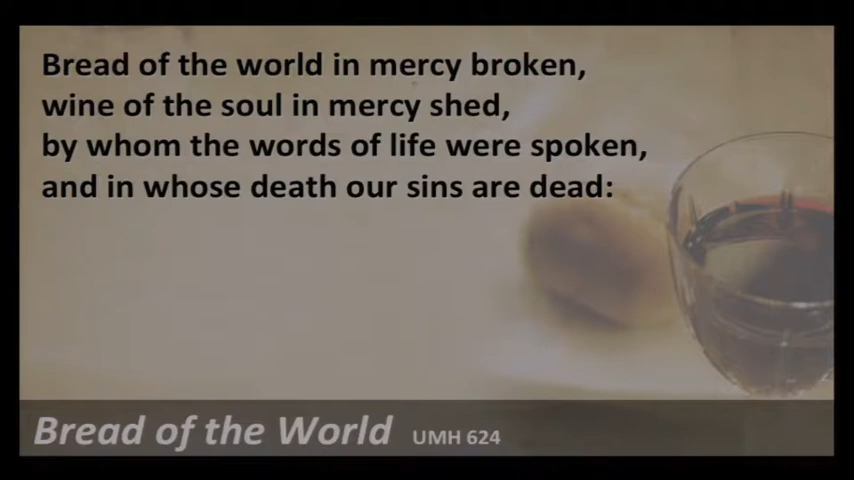 Bread of the world in mercy broken,
wine of the soul in mercy shed,
by whom the words of life were spoken,
and in whose death our sins are dead:
Bread of the World UMH 624